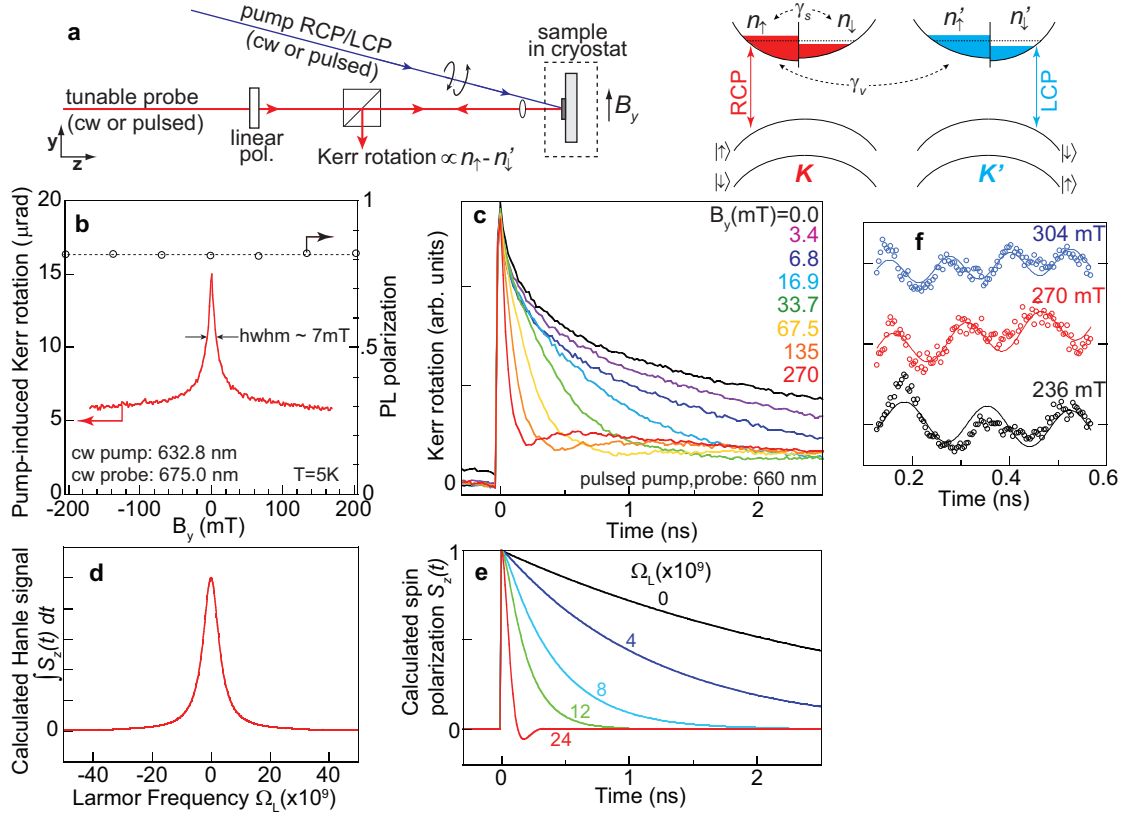 a
pump RCP/LCP
(cw or pulsed)
sample
in cryostat
tunable probe
(cw or pulsed)
linear
pol.
B_y
y
z
Kerr rotation ∝ n↑ - n↓'
n↑
γ_s
n↓
n↑'
n↓'
γ_v
RCP
LCP
|↑⟩
|↓⟩
K
K'
|↓⟩
|↑⟩
b
Pump-induced Kerr rotation (µrad)
20
15
10
5
0
1
.5
0
PL polarization
hwhm ~ 7mT
cw pump: 632.8 nm
cw probe: 675.0 nm
T=5K
-200
-100
0
100
200
B_y (mT)
c
Kerr rotation (arb. units)
0
B_y(mT)=0.0
3.4
6.8
16.9
33.7
67.5
135
270
pulsed pump,probe: 660 nm
0
1
2
Time (ns)
f
304 mT
270 mT
236 mT
0.2
0.3
0.4
0.5
0.6
Time (ns)
d
Calculated Hanle signal
∫S_z(t) dt
0
-40
-20
0
20
40
Larmor Frequency Ω_L(x10⁹)
e
Calculated spin
polarization S_z(t)
1
0
Ω_L(x10⁹)
0
4
8
12
24
0
1
2
Time (ns)